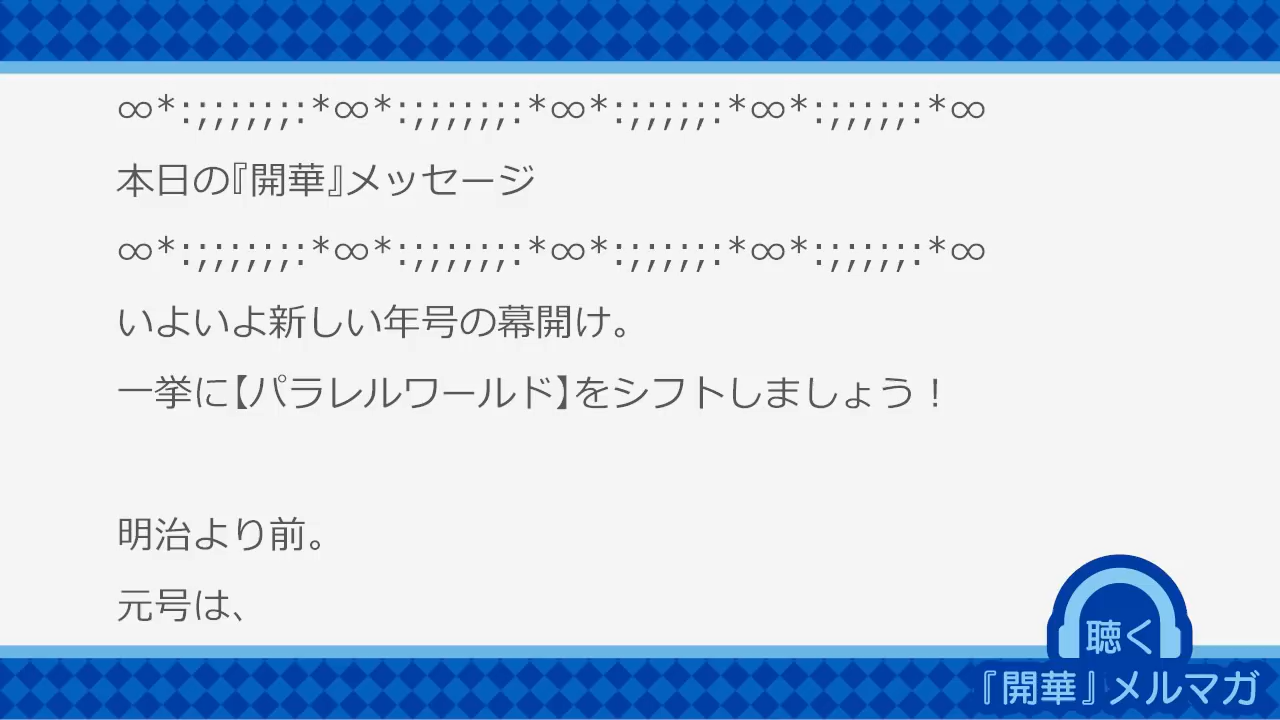 ∞*:;;;;;;:*∞*:;;;;;;:*∞*:;;;;;:*∞*:;;;;;:*∞
本日の『開華』メッセージ
∞*:;;;;;;:*∞*:;;;;;;:*∞*:;;;;;:*∞*:;;;;;:*∞
いよいよ新しい年号の幕開け。
一挙に【パラレルワールド】をシフトしましょう！
明治より前。
元号は、
聴く
『開華』メルマガ